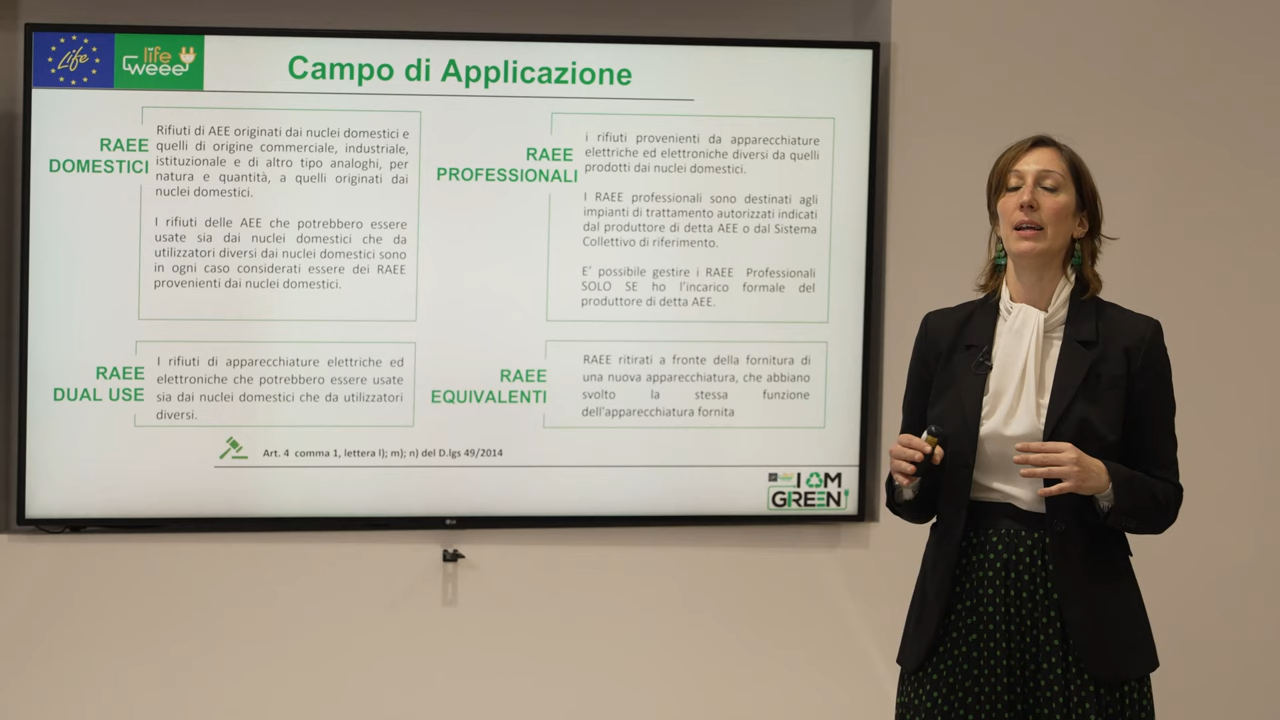 Life
life
weee
Campo di Applicazione
RAEE
DOMESTICI
Rifiuti di AEE originati dai nuclei domestici e
quelli di origine commerciale, industriale,
istituzionale e di altro tipo analoghi, per
natura e quantità, a quelli originati dai
nuclei domestici.
I rifiuti delle AEE che potrebbero essere
usate sia dai nuclei domestici che da
utilizzatori diversi dai nuclei domestici sono
in ogni caso considerati essere dei RAEE
provenienti dai nuclei domestici.
RAEE
PROFESSIONALI
i rifiuti provenienti da apparecchiature
elettriche ed elettroniche diversi da quelli
prodotti dai nuclei domestici.
I RAEE professionali sono destinati agli
impianti di trattamento autorizzati indicati
dal produttore di detta AEE o dal Sistema
Collettivo di riferimento.
E' possibile gestire i RAEE Professionali
SOLO SE ho l'incarico formale del
produttore di detta AEE.
RAEE
DUAL USE
I rifiuti di apparecchiature elettriche ed
elettroniche che potrebbero essere usate
sia dai nuclei domestici che da utilizzatori
diversi.
RAEE
EQUIVALENTI
RAEE ritirati a fronte della fornitura di
una nuova apparecchiatura, che abbiano
svolto la stessa funzione
dell'apparecchiatura fornita
Art. 4 comma 1, lettera l); m); n) del D.lgs 49/2014
I AM
GREEN
LG